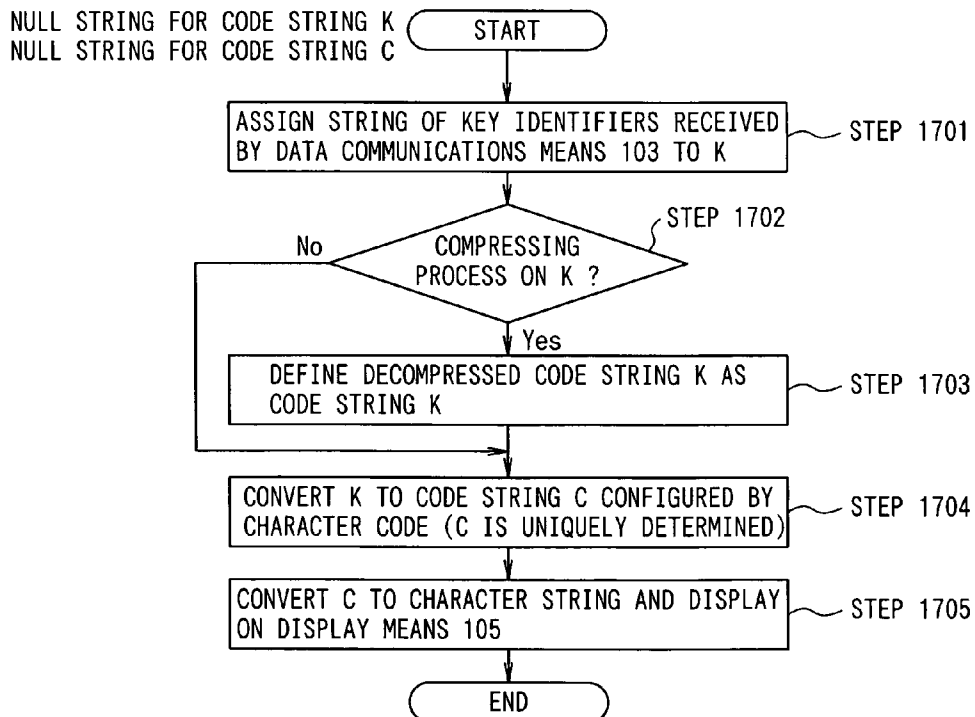 NULL STRING FOR CODE STRING K
NULL STRING FOR CODE STRING C
START
ASSIGN STRING OF KEY IDENTIFIERS RECEIVED
BY DATA COMMUNICATIONS MEANS 103 TO K
STEP 1701
STEP 1702
No
COMPRESSING
PROCESS ON K ?
Yes
DEFINE DECOMPRESSED CODE STRING K AS
CODE STRING K
STEP 1703
CONVERT K TO CODE STRING C CONFIGURED BY
CHARACTER CODE (C IS UNIQUELY DETERMINED)
STEP 1704
CONVERT C TO CHARACTER STRING AND DISPLAY
ON DISPLAY MEANS 105
STEP 1705
END